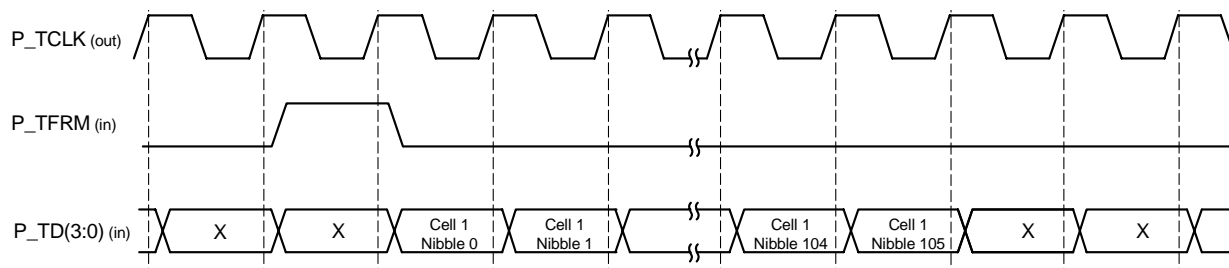 P_TCLK (out)
P_TFRM (in)
P_TD(3:0) (in)
X
X
Cell 1
Nibble 0
Cell 1
Nibble 1
Cell 1
Nibble 104
Cell 1
Nibble 105
X
X